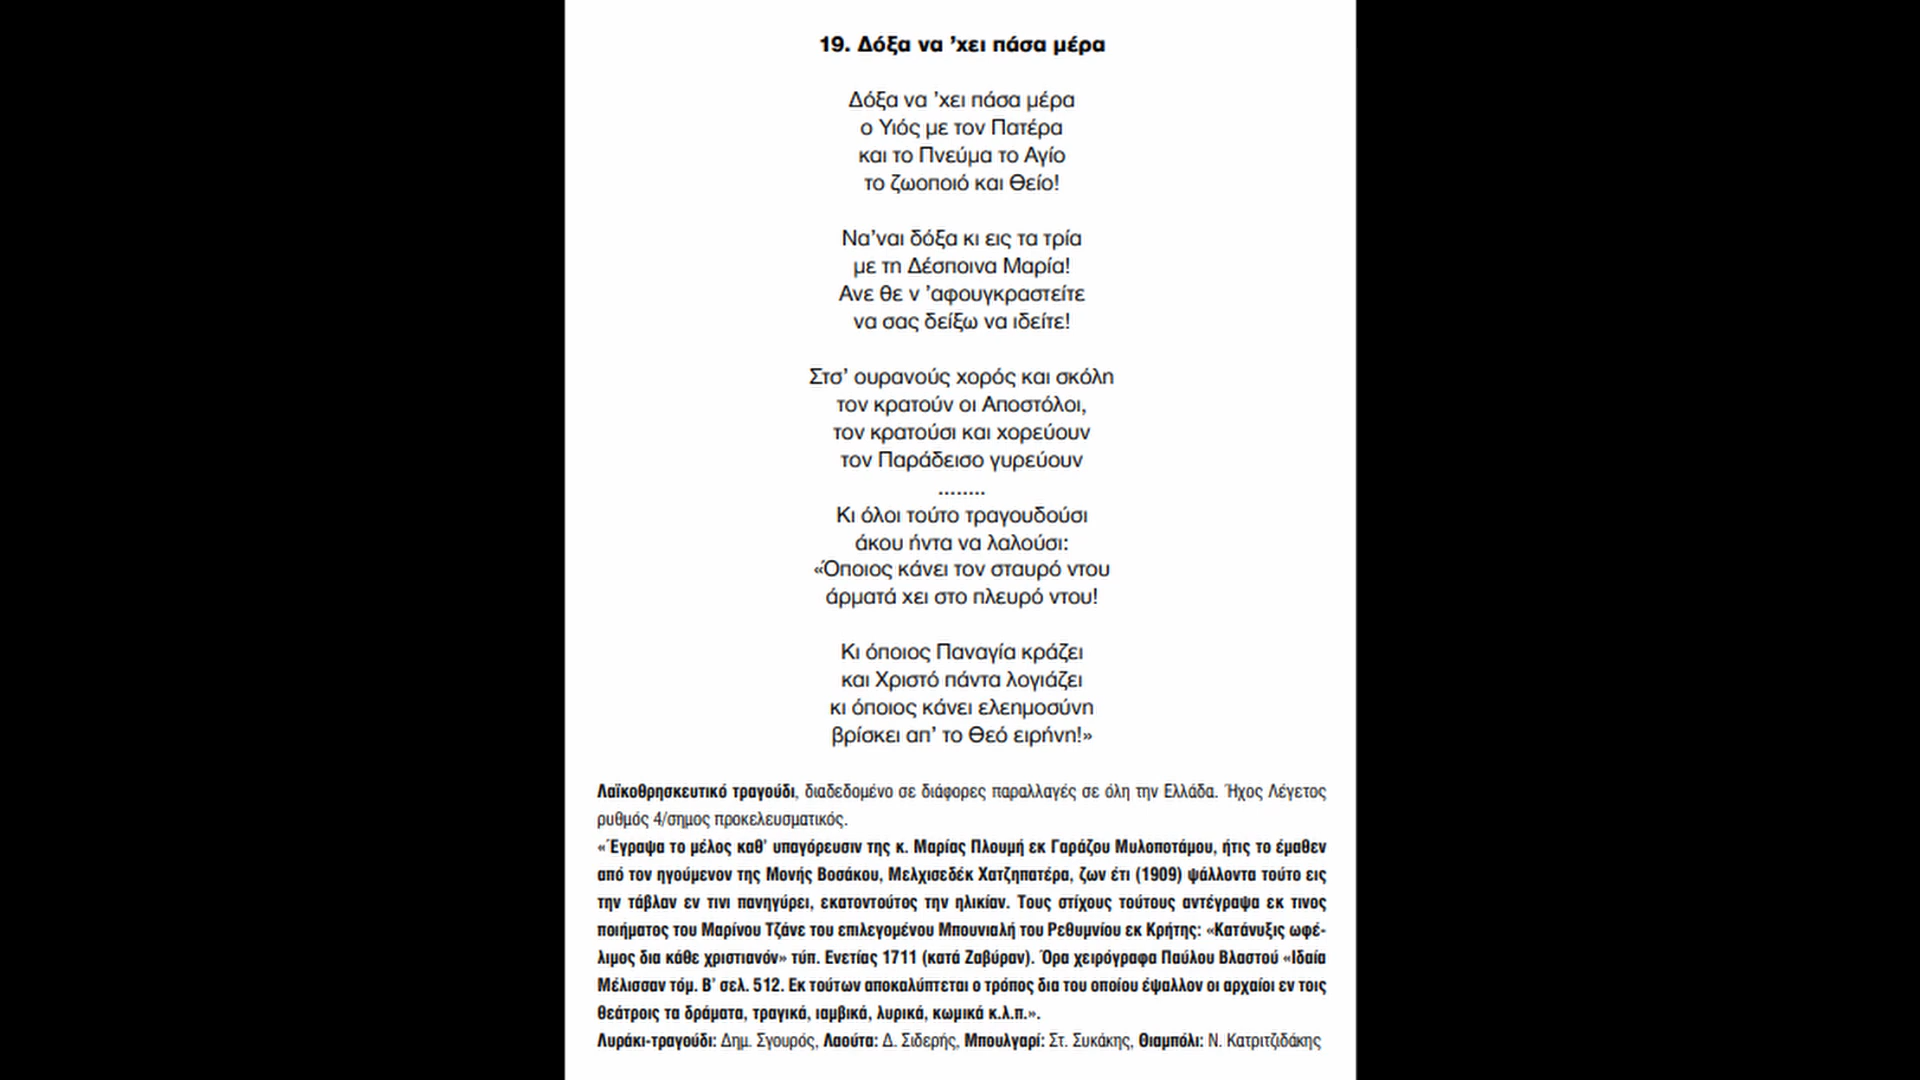 19. Δόξα να ’χει πάσα μέρα
Δόξα να ’χει πάσα μέρα
ο Υιός με τον Πατέρα
και το Πνεύμα το Αγίο
το ζωοποιό και Θείο!
Να’ναι δόξα κι εις τα τρία
με τη Δέσποινα Μαρία!
Ανε θε ν ’αφουγκραστείτε
να σας δείξω να ιδείτε!
Στσ’ ουρανούς χορός και σκόλη
τον κρατούν οι Αποστόλοι,
τον κρατούσι και χορεύουν
τον Παράδεισο γυρεύουν
........
Κι όλοι τούτο τραγουδούσι
άκου ήντα να λαλούσι:
«Όποιος κάνει τον σταυρό ντου
άρματά χει στο πλευρό ντου!
Κι όποιος Παναγία κράζει
και Χριστό πάντα λογιάζει
κι όποιος κάνει ελεημοσύνη
βρίσκει απ’ το Θεό ειρήνη!»
Λαϊκοθρησκευτικό τραγούδι, διαδεδομένο σε διάφορες παραλλαγές σε όλη την Ελλάδα. Ήχος Λέγετος
ρυθμός 4/σημος προκελευσματικός.
«Έγραψα το μέλος καθ’ υπαγόρευσιν της κ. Μαρίας Πλουμή εκ Γαράζου Μυλοποτάμου, ήτις το έμαθεν
από τον ηγούμενον της Μονής Βοσάκου, Μελχισεδέκ Χατζηπατέρα, ζων έτι (1909) ψάλλοντα τούτο εις
την τάβλαν εν τινι πανηγύρει, εκατοντούτος την ηλικίαν. Τους στίχους τούτους αντέγραψα εκ τινος
ποιήματος του Μαρίνου Τζάνε του επιλεγομένου Μπουνιαλή του Ρεθυμνίου εκ Κρήτης: «Κατάνυξις ωφέ-
λιμος δια κάθε χριστιανόν» τύπ. Ενετίας 1711 (κατά Ζαβύραν). Όρα χειρόγραφα Παύλου Βλαστού «Ιδαία
Μέλισσαν τόμ. Β’ σελ. 512. Εκ τούτων αποκαλύπτεται ο τρόπος δια του οποίου έψαλλον οι αρχαίοι εν τοις
θεάτροις τα δράματα, τραγικά, ιαμβικά, λυρικά, κωμικά κ.λ.π.».
Λυράκι-τραγούδι: Δημ. Σγουρός, Λαούτα: Δ. Σιδερής, Μπουλγαρί: Στ. Συκάκης, Θιαμπόλι: Ν. Κατριτζιδάκης